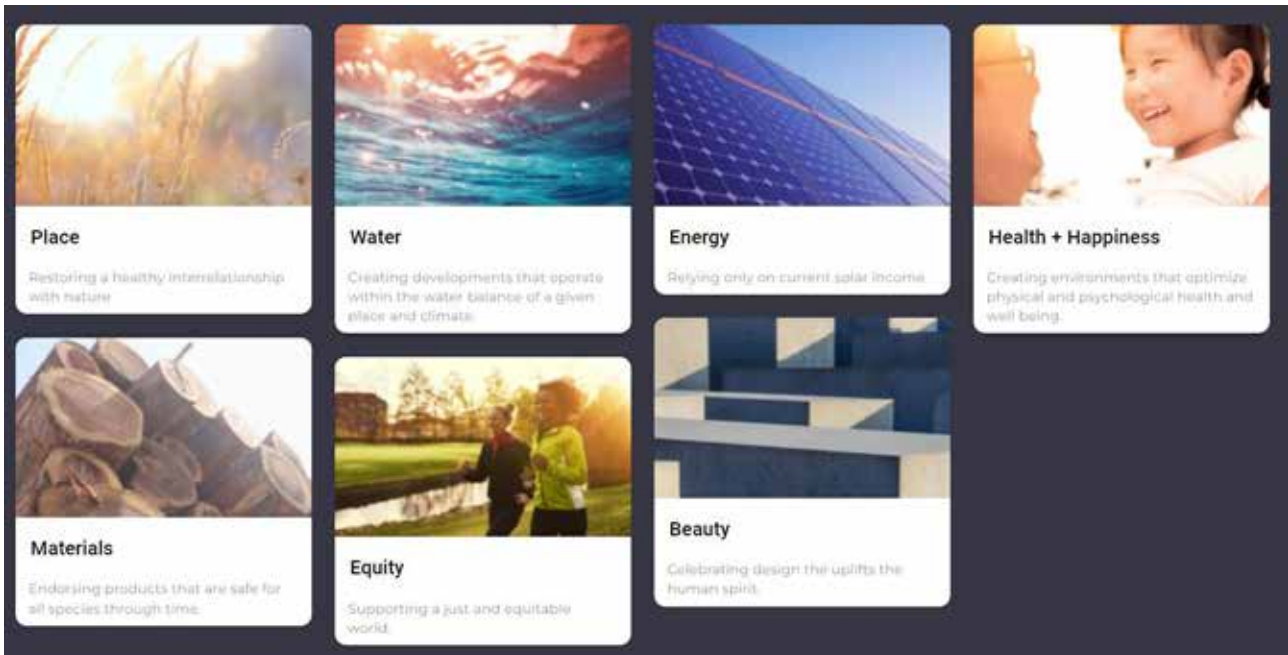 Place
Restoring a healthy interrelationship
with nature
Water
Creating developments that operate
within the water balance of a given
place and climate.
Energy
Relying only on current solar income
Health + Happiness
Creating environments that optimize
physical and psychological health and
well being.
Materials
Endorsing products that are safe for
all species through time.
Equity
Supporting a just and equitable
world.
Beauty
Celebrating design the uplifts the
human spirit.